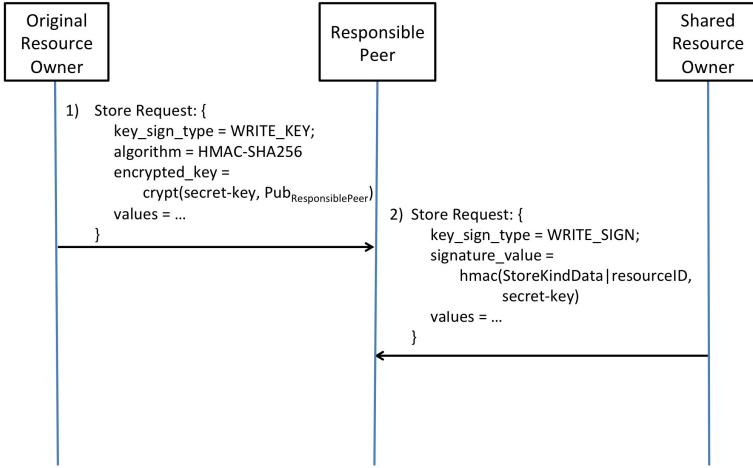 Original
Resource
Owner
Responsible
Peer
Shared
Resource
Owner
1) Store Request: {
key_sign_type = WRITE_KEY;
algorithm = HMAC-SHA256
encrypted_key =
crypt(secret-key, PubResponsiblePeer)
values = ...
}
2) Store Request: {
key_sign_type = WRITE_SIGN;
signature_value =
hmac(StoreKindData|resourceID,
secret-key)
values = ...
}